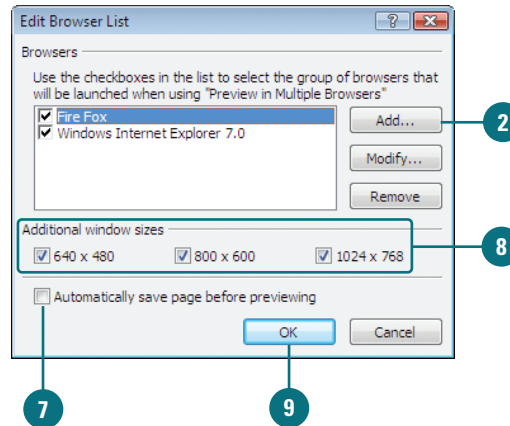 Edit Browser List
Browsers
Use the checkboxes in the list to select the group of browsers that
will be launched when using "Preview in Multiple Browsers"
Fire Fox
Windows Internet Explorer 7.0
Add...
2
Modify...
Remove
Additional window sizes
640 x 480
800 x 600
1024 x 768
8
Automatically save page before previewing
OK
Cancel
7
9